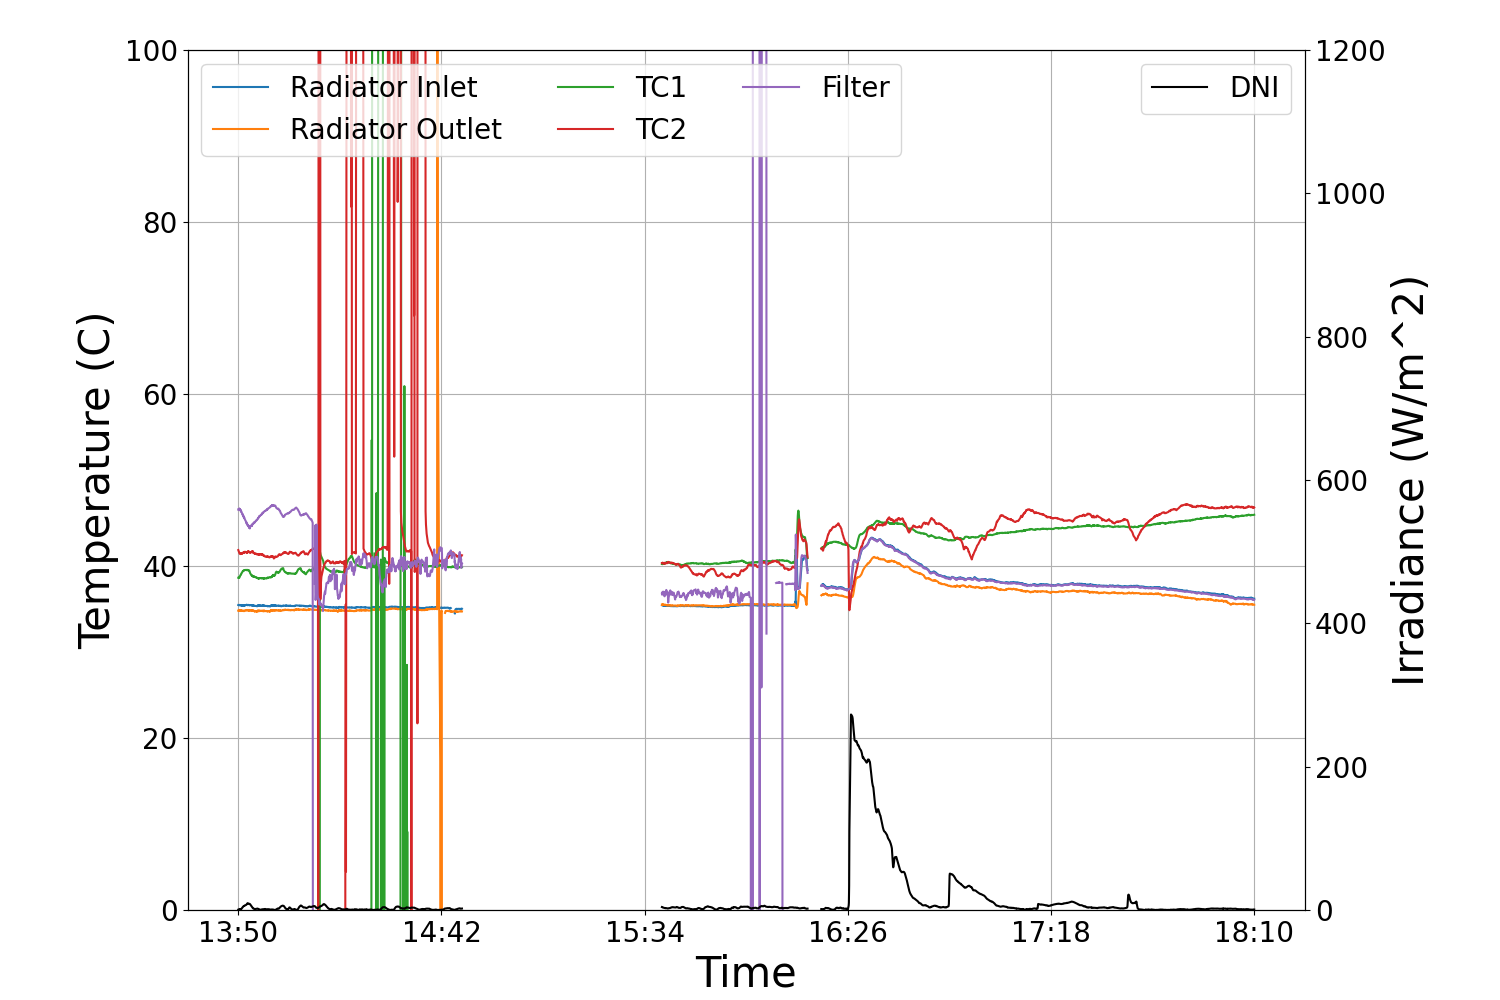 100
80
60
40
20
0
Temperature (C)
Radiator Inlet
Radiator Outlet
TC1
TC2
Filter
DNI
1200
1000
800
600
400
200
0
Irradiance (W/m^2)
13:50 14:42 15:34 16:26 17:18 18:10
Time